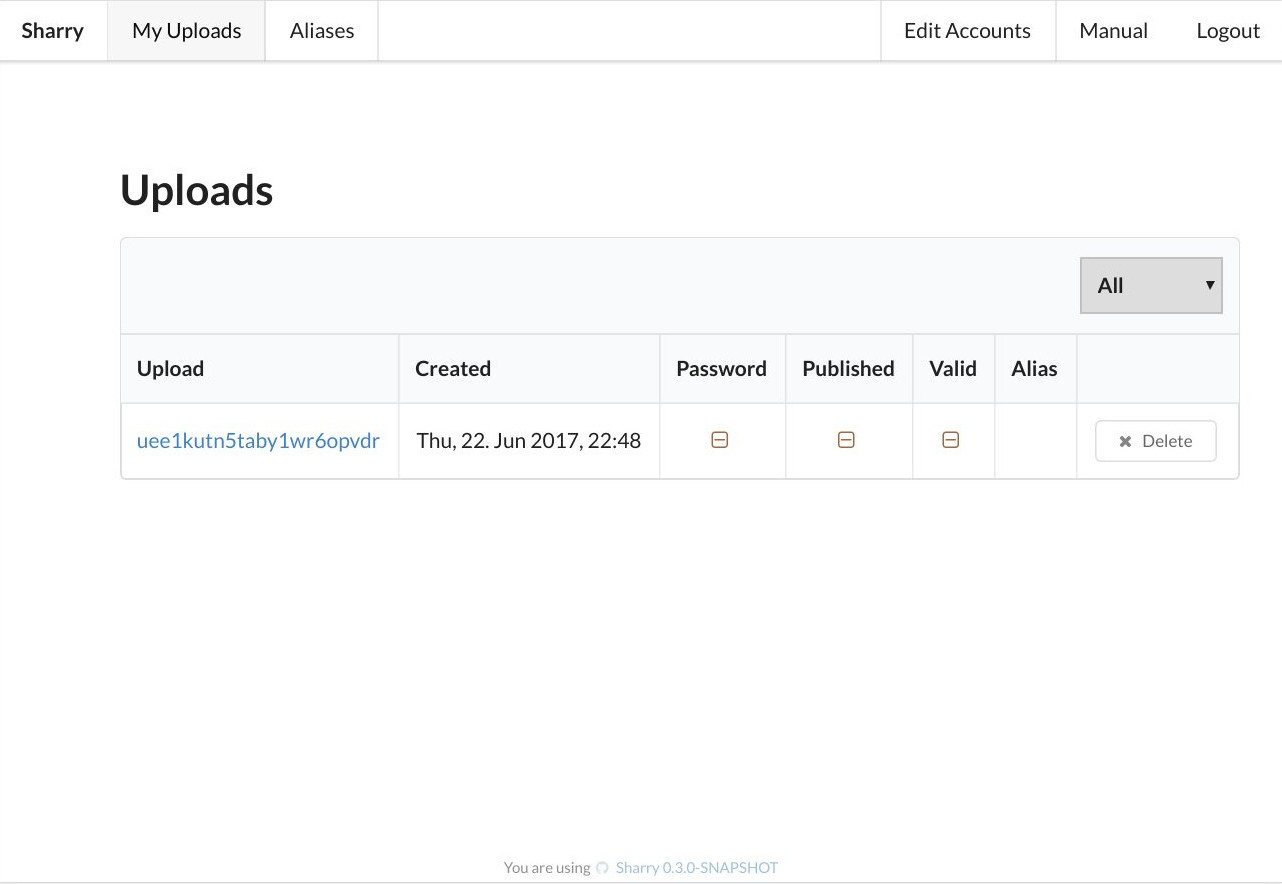 Sharry My Uploads Aliases Edit Accounts Manual Logout
Uploads
All
Upload Created Password Published Valid Alias
uee1kutn5taby1wr6opvdr Thu, 22. Jun 2017, 22:48 Delete
You are using Sharry 0.3.0-SNAPSHOT